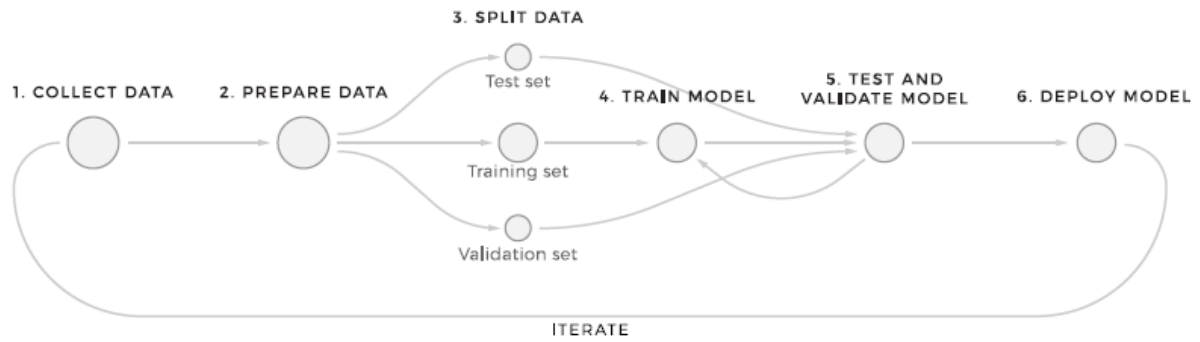 3. SPLIT DATA
Test set
1. COLLECT DATA
2. PREPARE DATA
4. TRAIN MODEL
5. TEST AND
VALIDATE MODEL
6. DEPLOY MODEL
Training set
Validation set
ITERATE